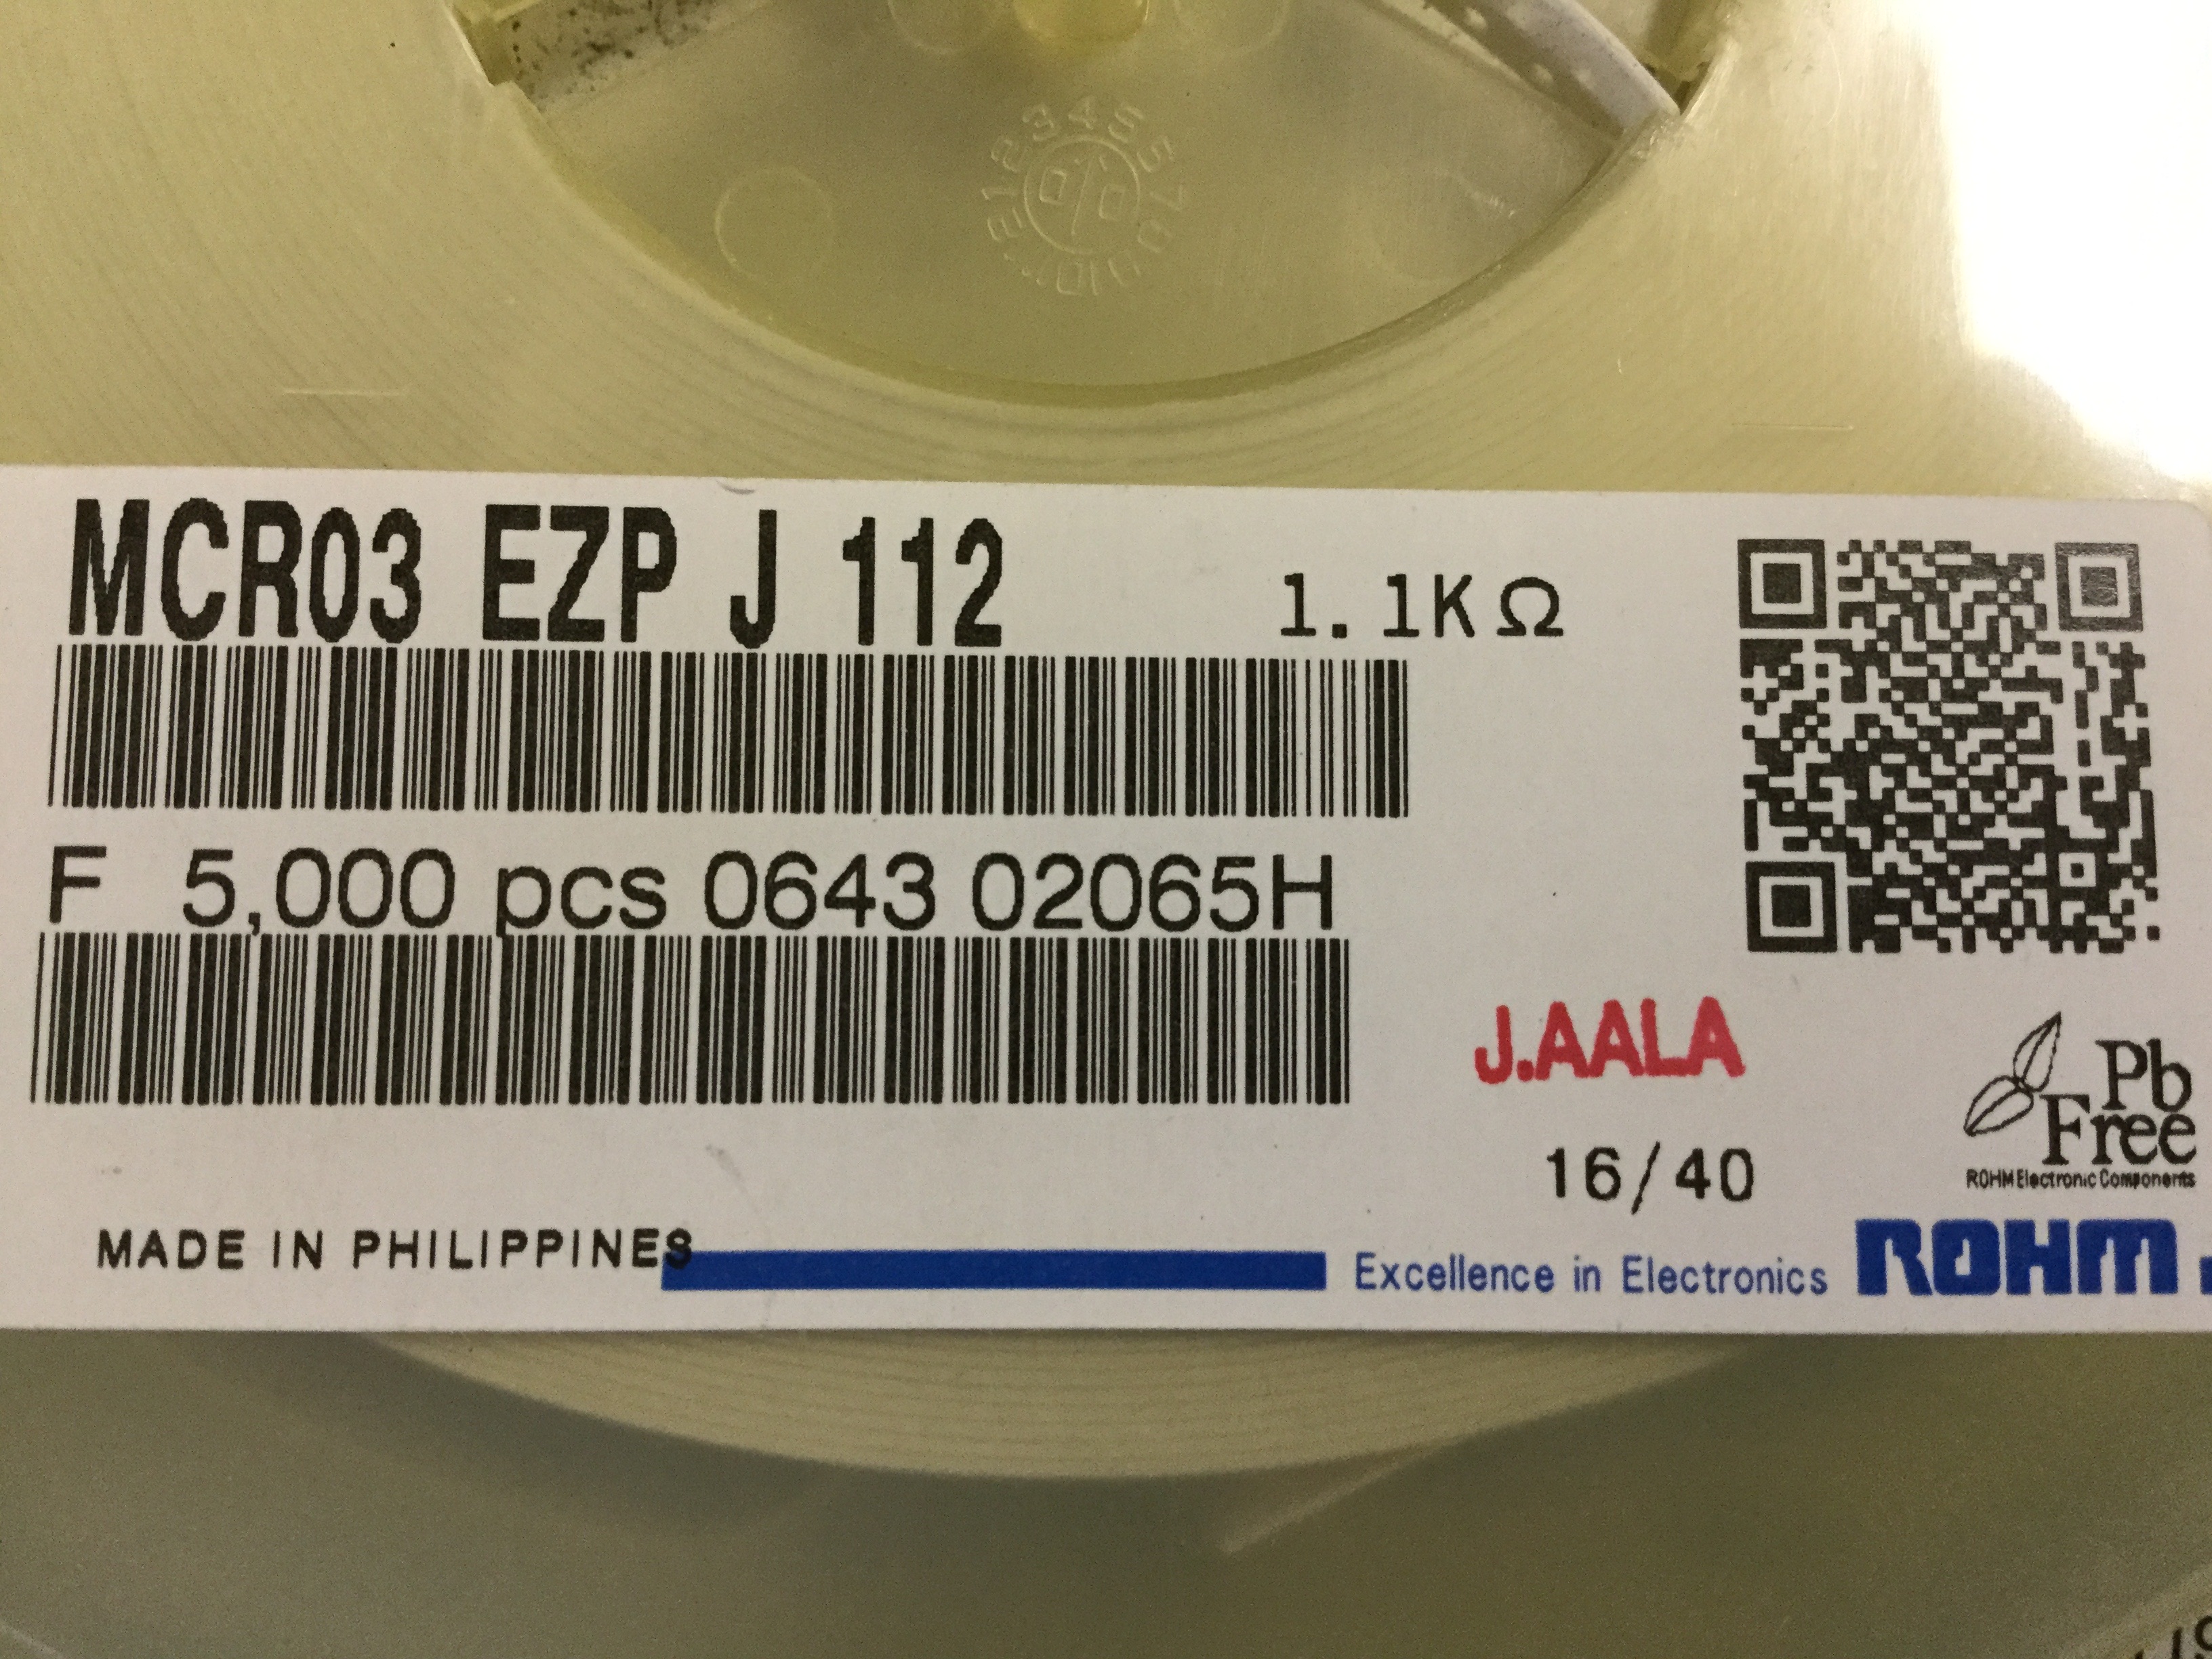 MCR03 EZP J 112 1.1KΩ
F 5,000 pcs 0643 02065H
J.AALA
Pb
Free
ROHM Electronic Components
16/40
MADE IN PHILIPPINES
Excellence in Electronics ROHM